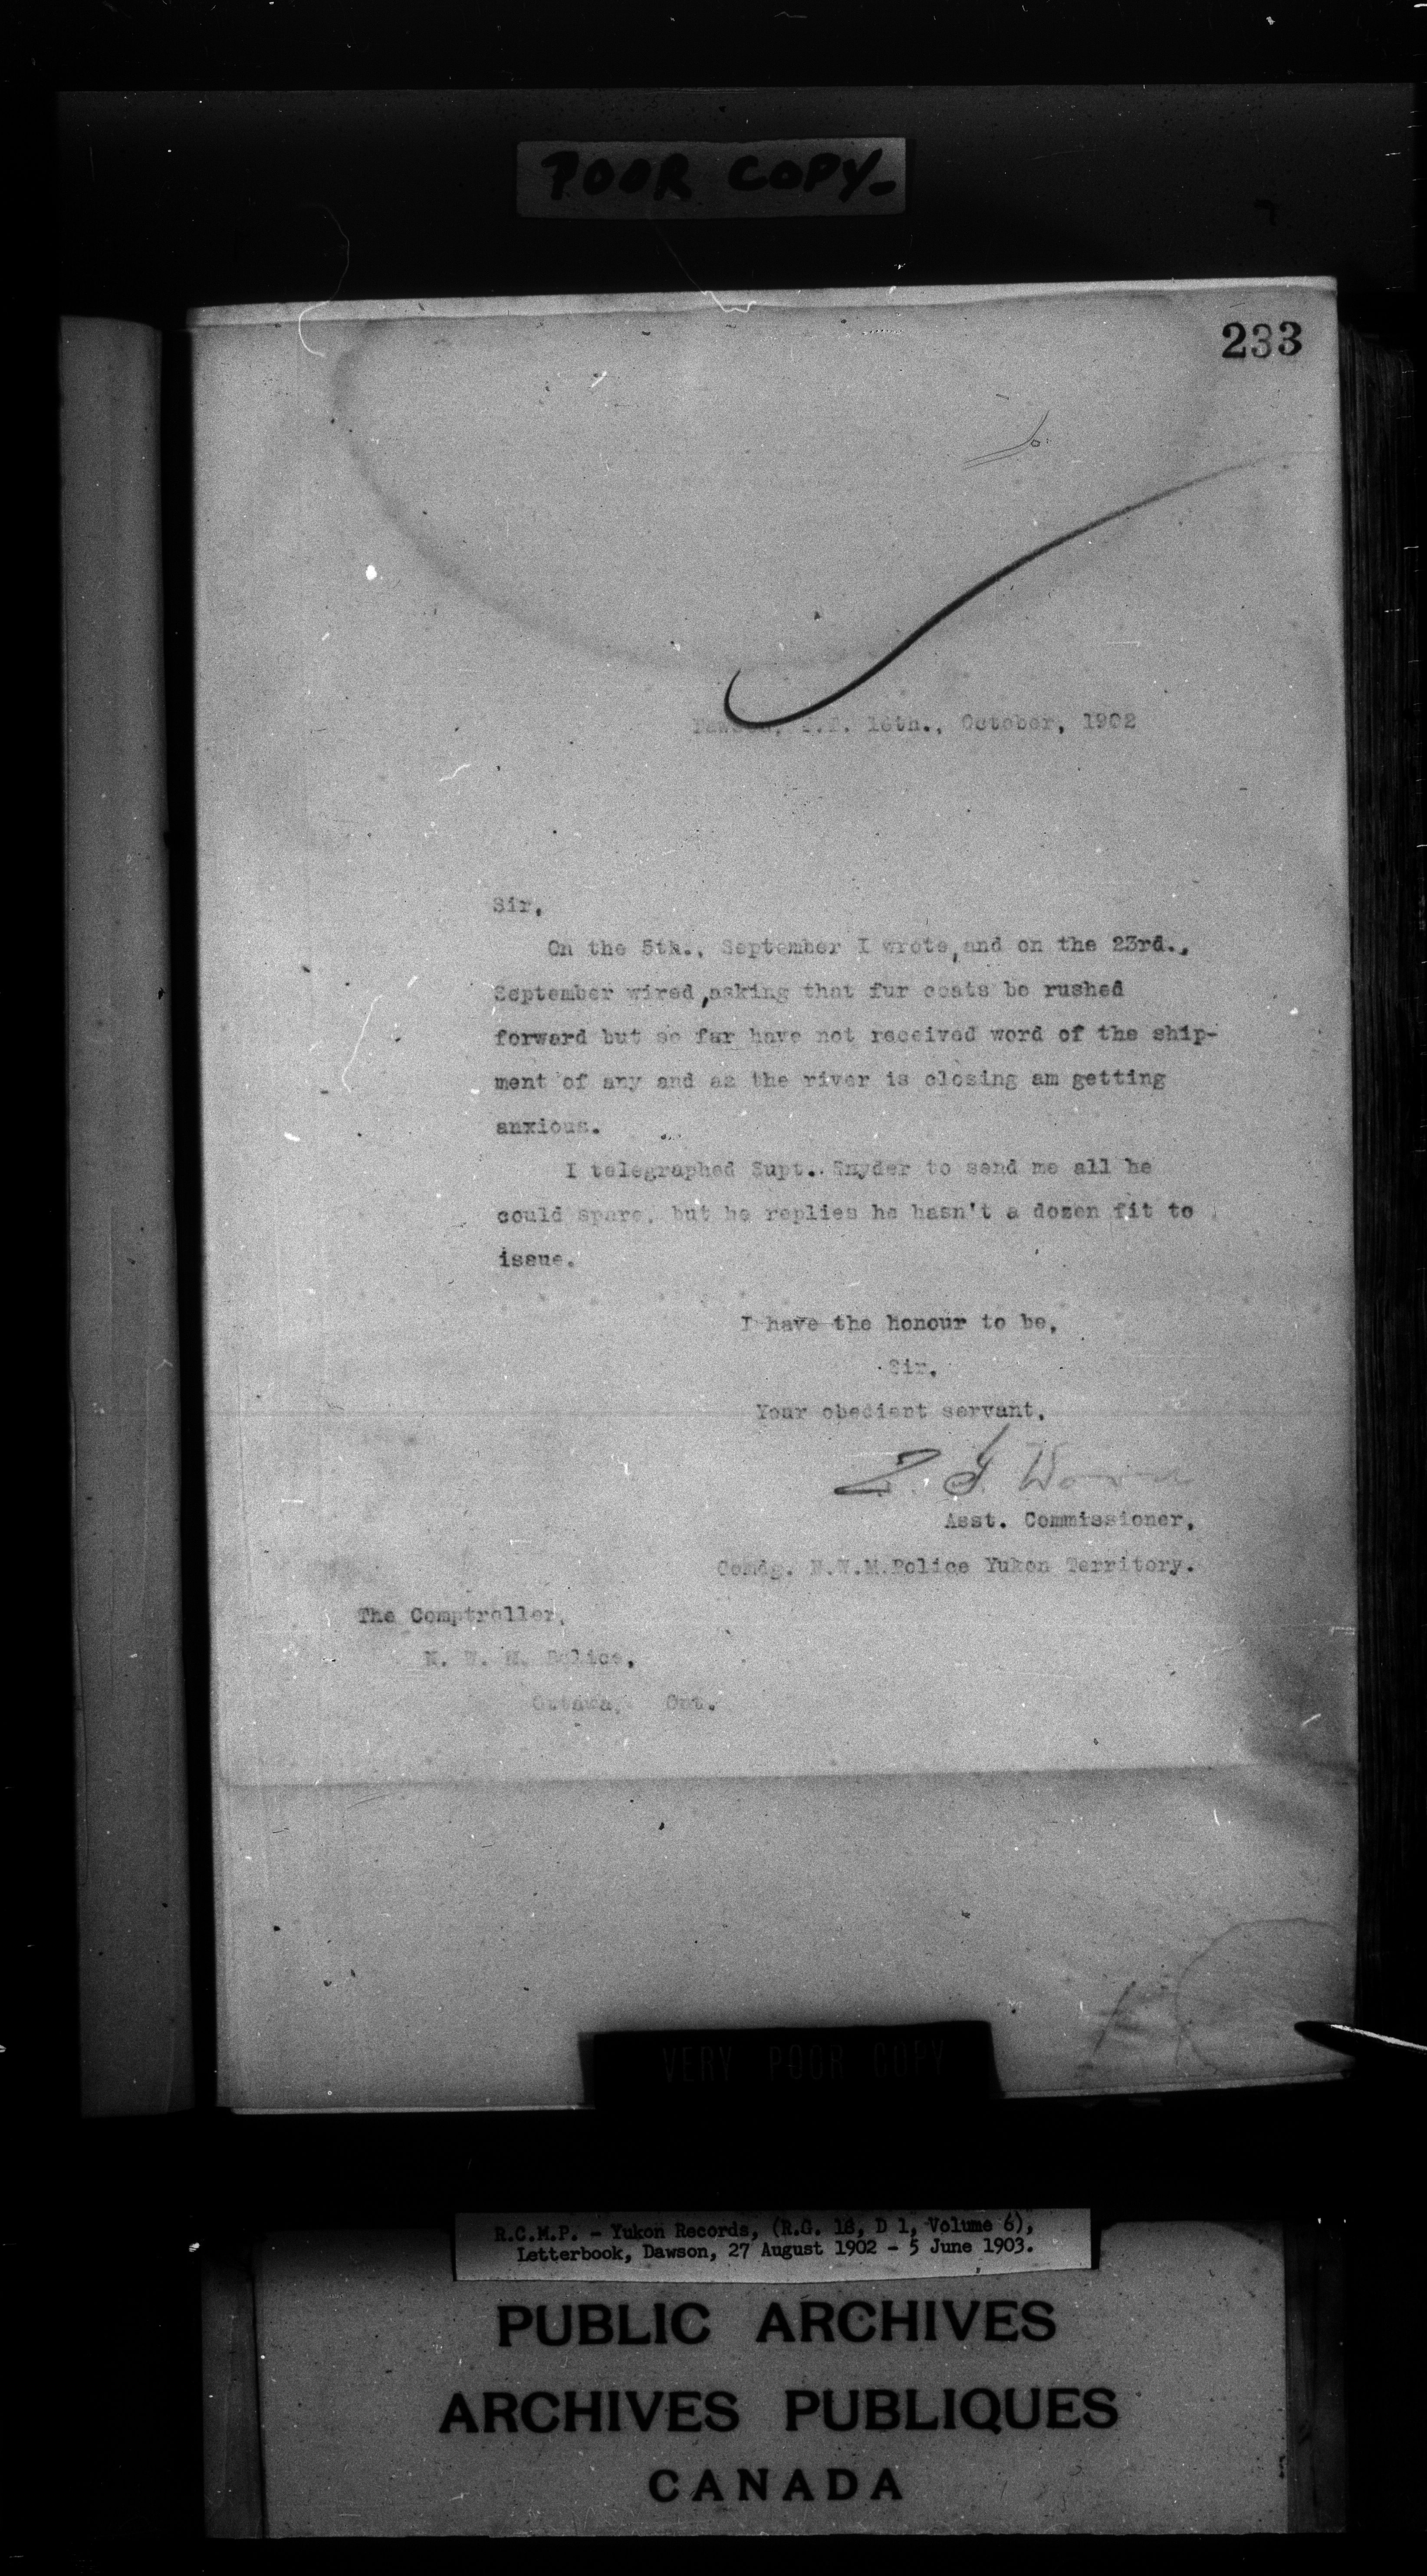 POOR COPY-
233
Dawson, Y.T. 16th., October, 1902
Sir,
On the 5th., September I wrote, and on the 23rd.,
September wired, asking that fur coats be rushed
forward but so far have not received word of the ship-
ment of any and as the river is closing am getting
anxious.
I telegraphed Supt. Snyder to send me all he
could spare, but he replies he hasn't a dozen fit to
issue.
I have the honour to be,
Sir,
Your obedient servant,
Z. T. Wood
Asst. Commissioner,
Comdg. N.W.M.Police Yukon Territory.
The Comptroller,
N. W. M. Police,
Ottawa, Ont.
VERY POOR COPY
R.C.M.P. - Yukon Records, (R.G. 18, D 1, Volume 6),
Letterbook, Dawson, 27 August 1902 - 5 June 1903.
PUBLIC ARCHIVES
ARCHIVES PUBLIQUES
CANADA